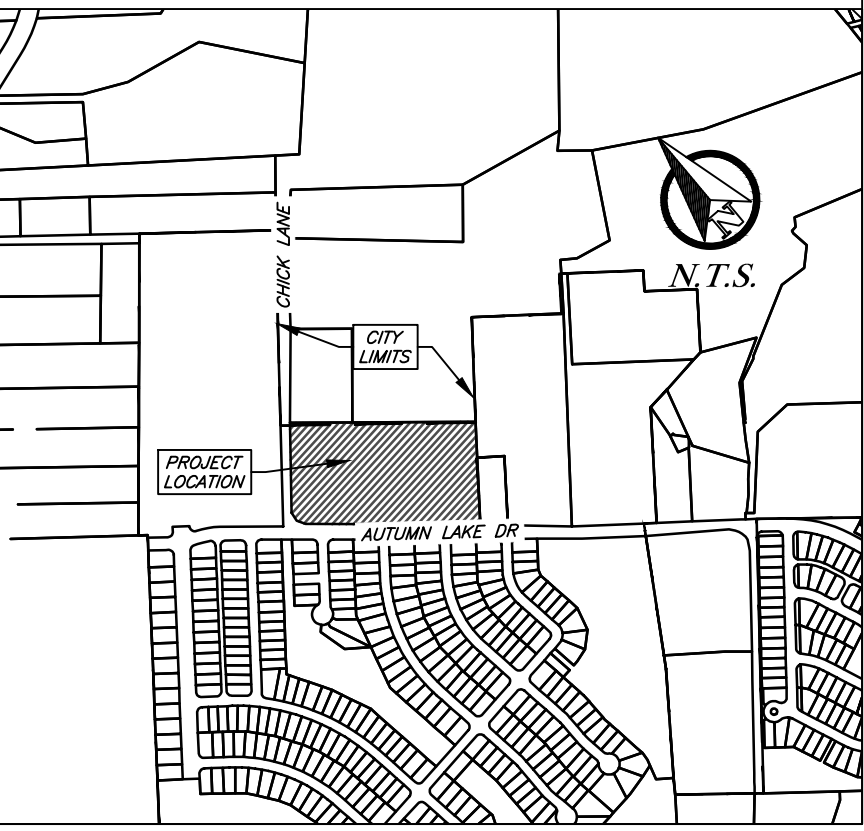 CHICK LANE
N
N.T.S.
CITY
LIMITS
PROJECT
LOCATION
AUTUMN LAKE DR